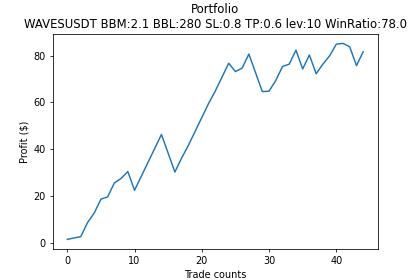 Portfolio
WAVESUSDT BBM:2.1 BBL:280 SL:0.8 TP:0.6 lev:10 WinRatio:78.0
80
60
40
20
0
Profit ($)
0 10 20 30 40
Trade counts